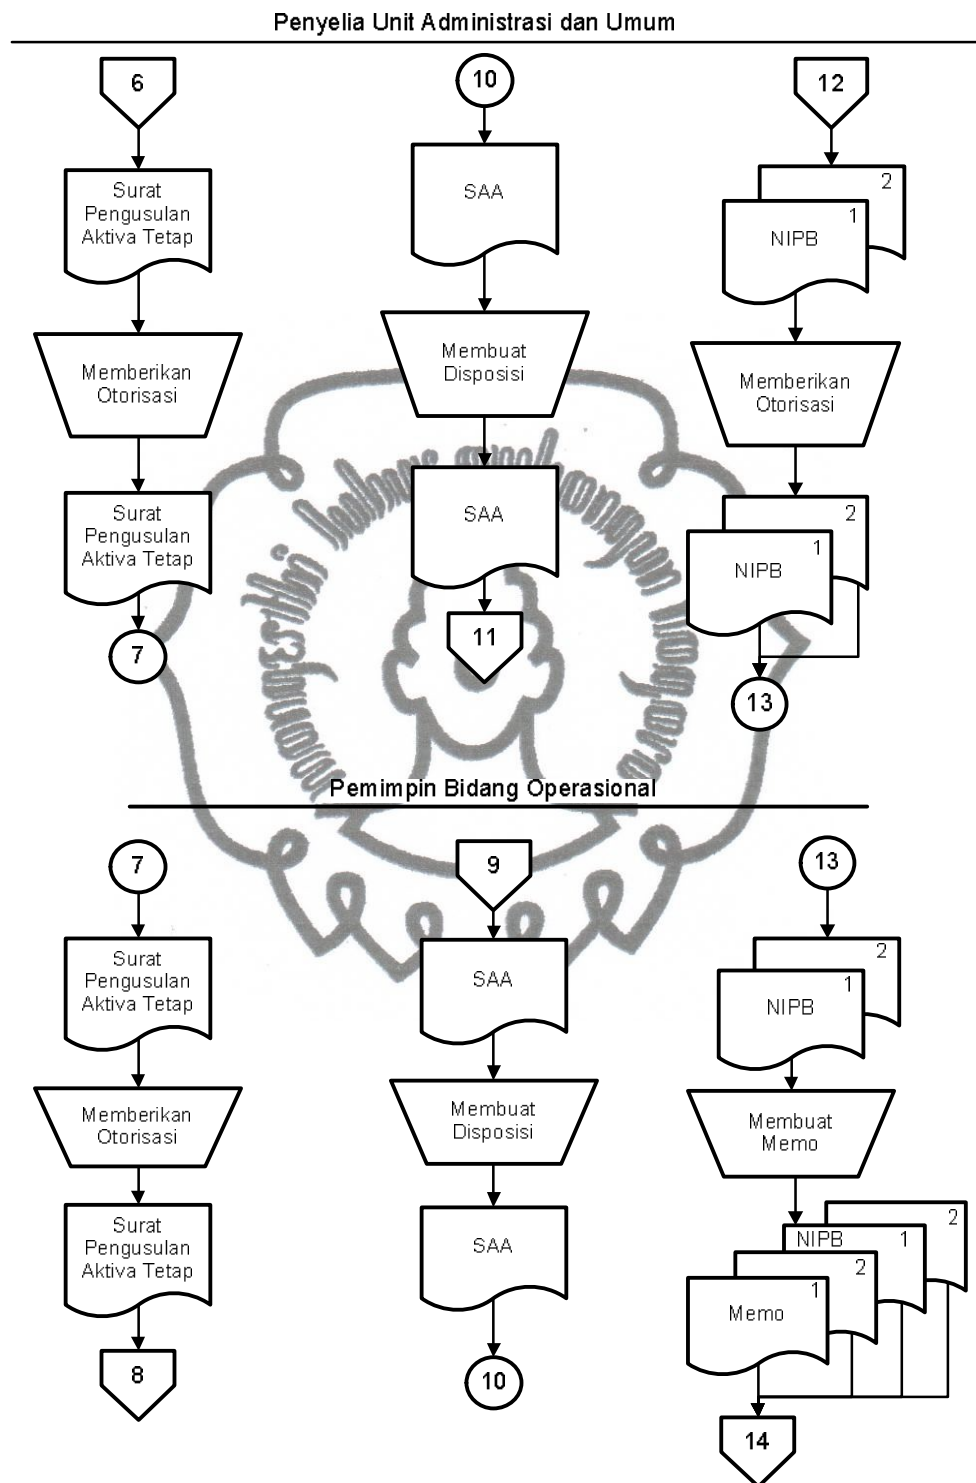 Penyelia Unit Administrasi dan Umum
6
Surat
Pengusulan
Aktiva Tetap
Memberikan
Otorisasi
Surat
Pengusulan
Aktiva Tetap
7
10
SAA
Membuat
Disposisi
SAA
11
12
2
1
NIPB
Memberikan
Otorisasi
2
1
NIPB
13
Pemimpin Bidang Operasional
7
Surat
Pengusulan
Aktiva Tetap
Memberikan
Otorisasi
Surat
Pengusulan
Aktiva Tetap
8
9
SAA
Membuat
Disposisi
SAA
10
13
2
1
NIPB
Membuat
Memo
2
NIPB 1
2
1
Memo
14